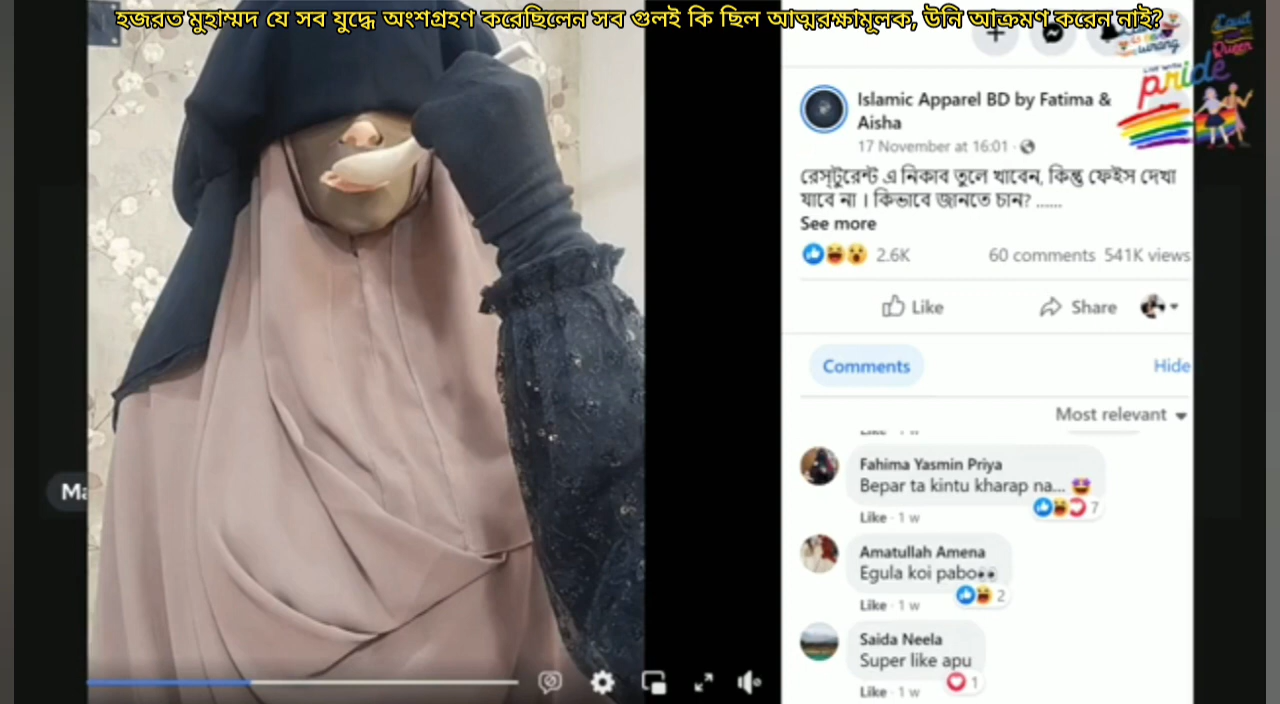 হজরত মুহাম্মদ যে সব যুদ্ধে অংশগ্রহণ করেছিলেন সব গুলই কি ছিল আত্মরক্ষামূলক, উনি আক্রমণ করেন নাই?
Loud
Queen
pride
Islamic Apparel BD by Fatima &
Aisha
17 November at 16:01
রেস্টুরেন্ট এ নিকাব তুলে খাবেন, কিন্তু ফেইস দেখা
যাবে না । কিভাবে জানতে চান? ......
See more
2.6K
60 comments 541K views
Like
Share
Comments
Hide
Most relevant
Fahima Yasmin Priya
Bepar ta kintu kharap na...
7
Like · 1 w
Amatullah Amena
Egula koi pabo
2
Like · 1 w
Saida Neela
Super like apu
1
Like · 1 w